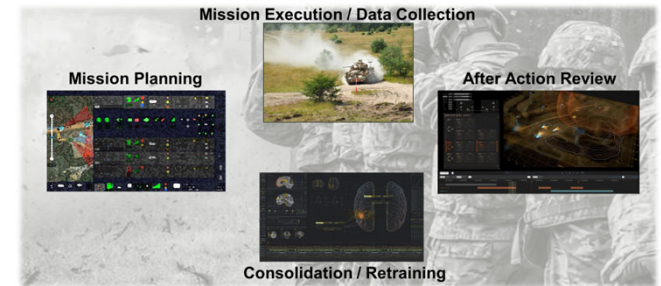 Mission Execution / Data Collection
Mission Planning
After Action Review
Consolidation / Retraining